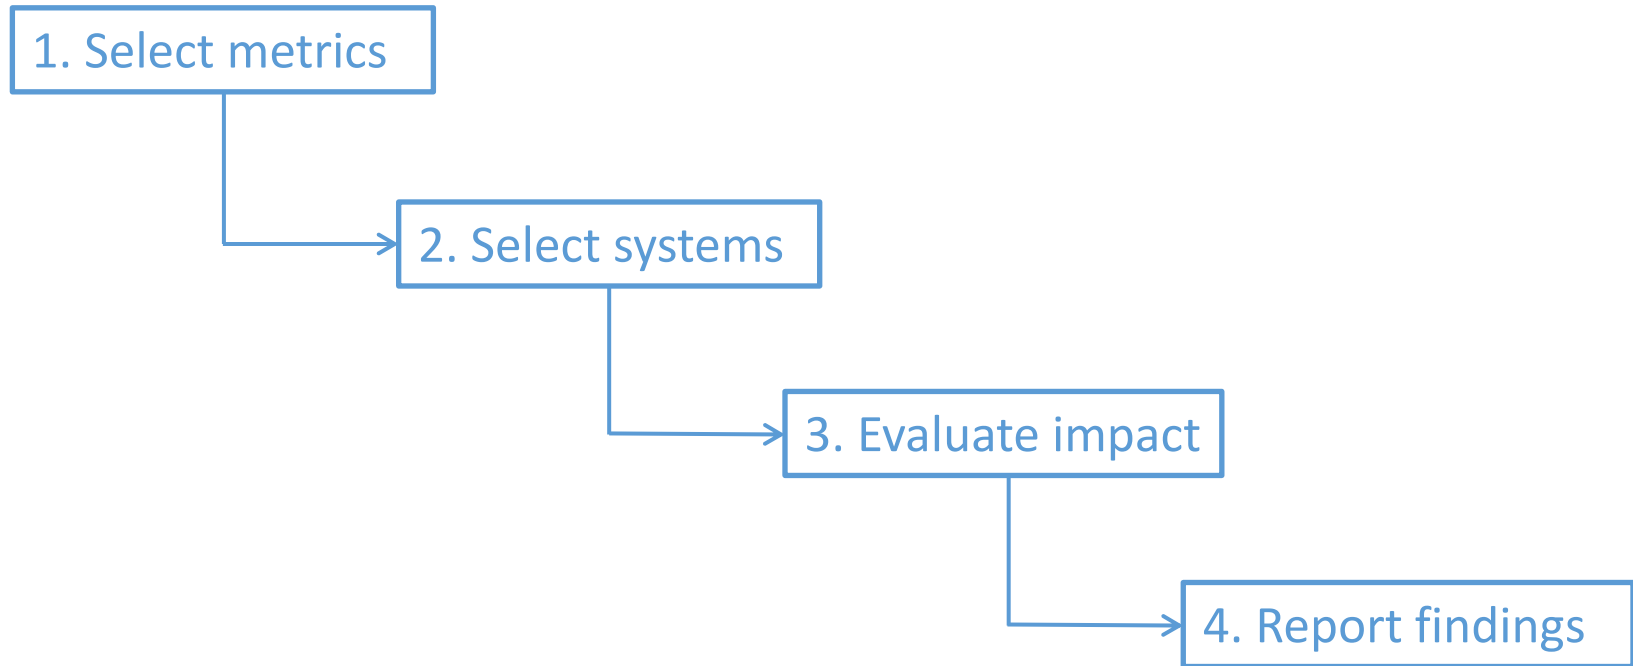 1. Select metrics
2. Select systems
3. Evaluate impact
4. Report findings